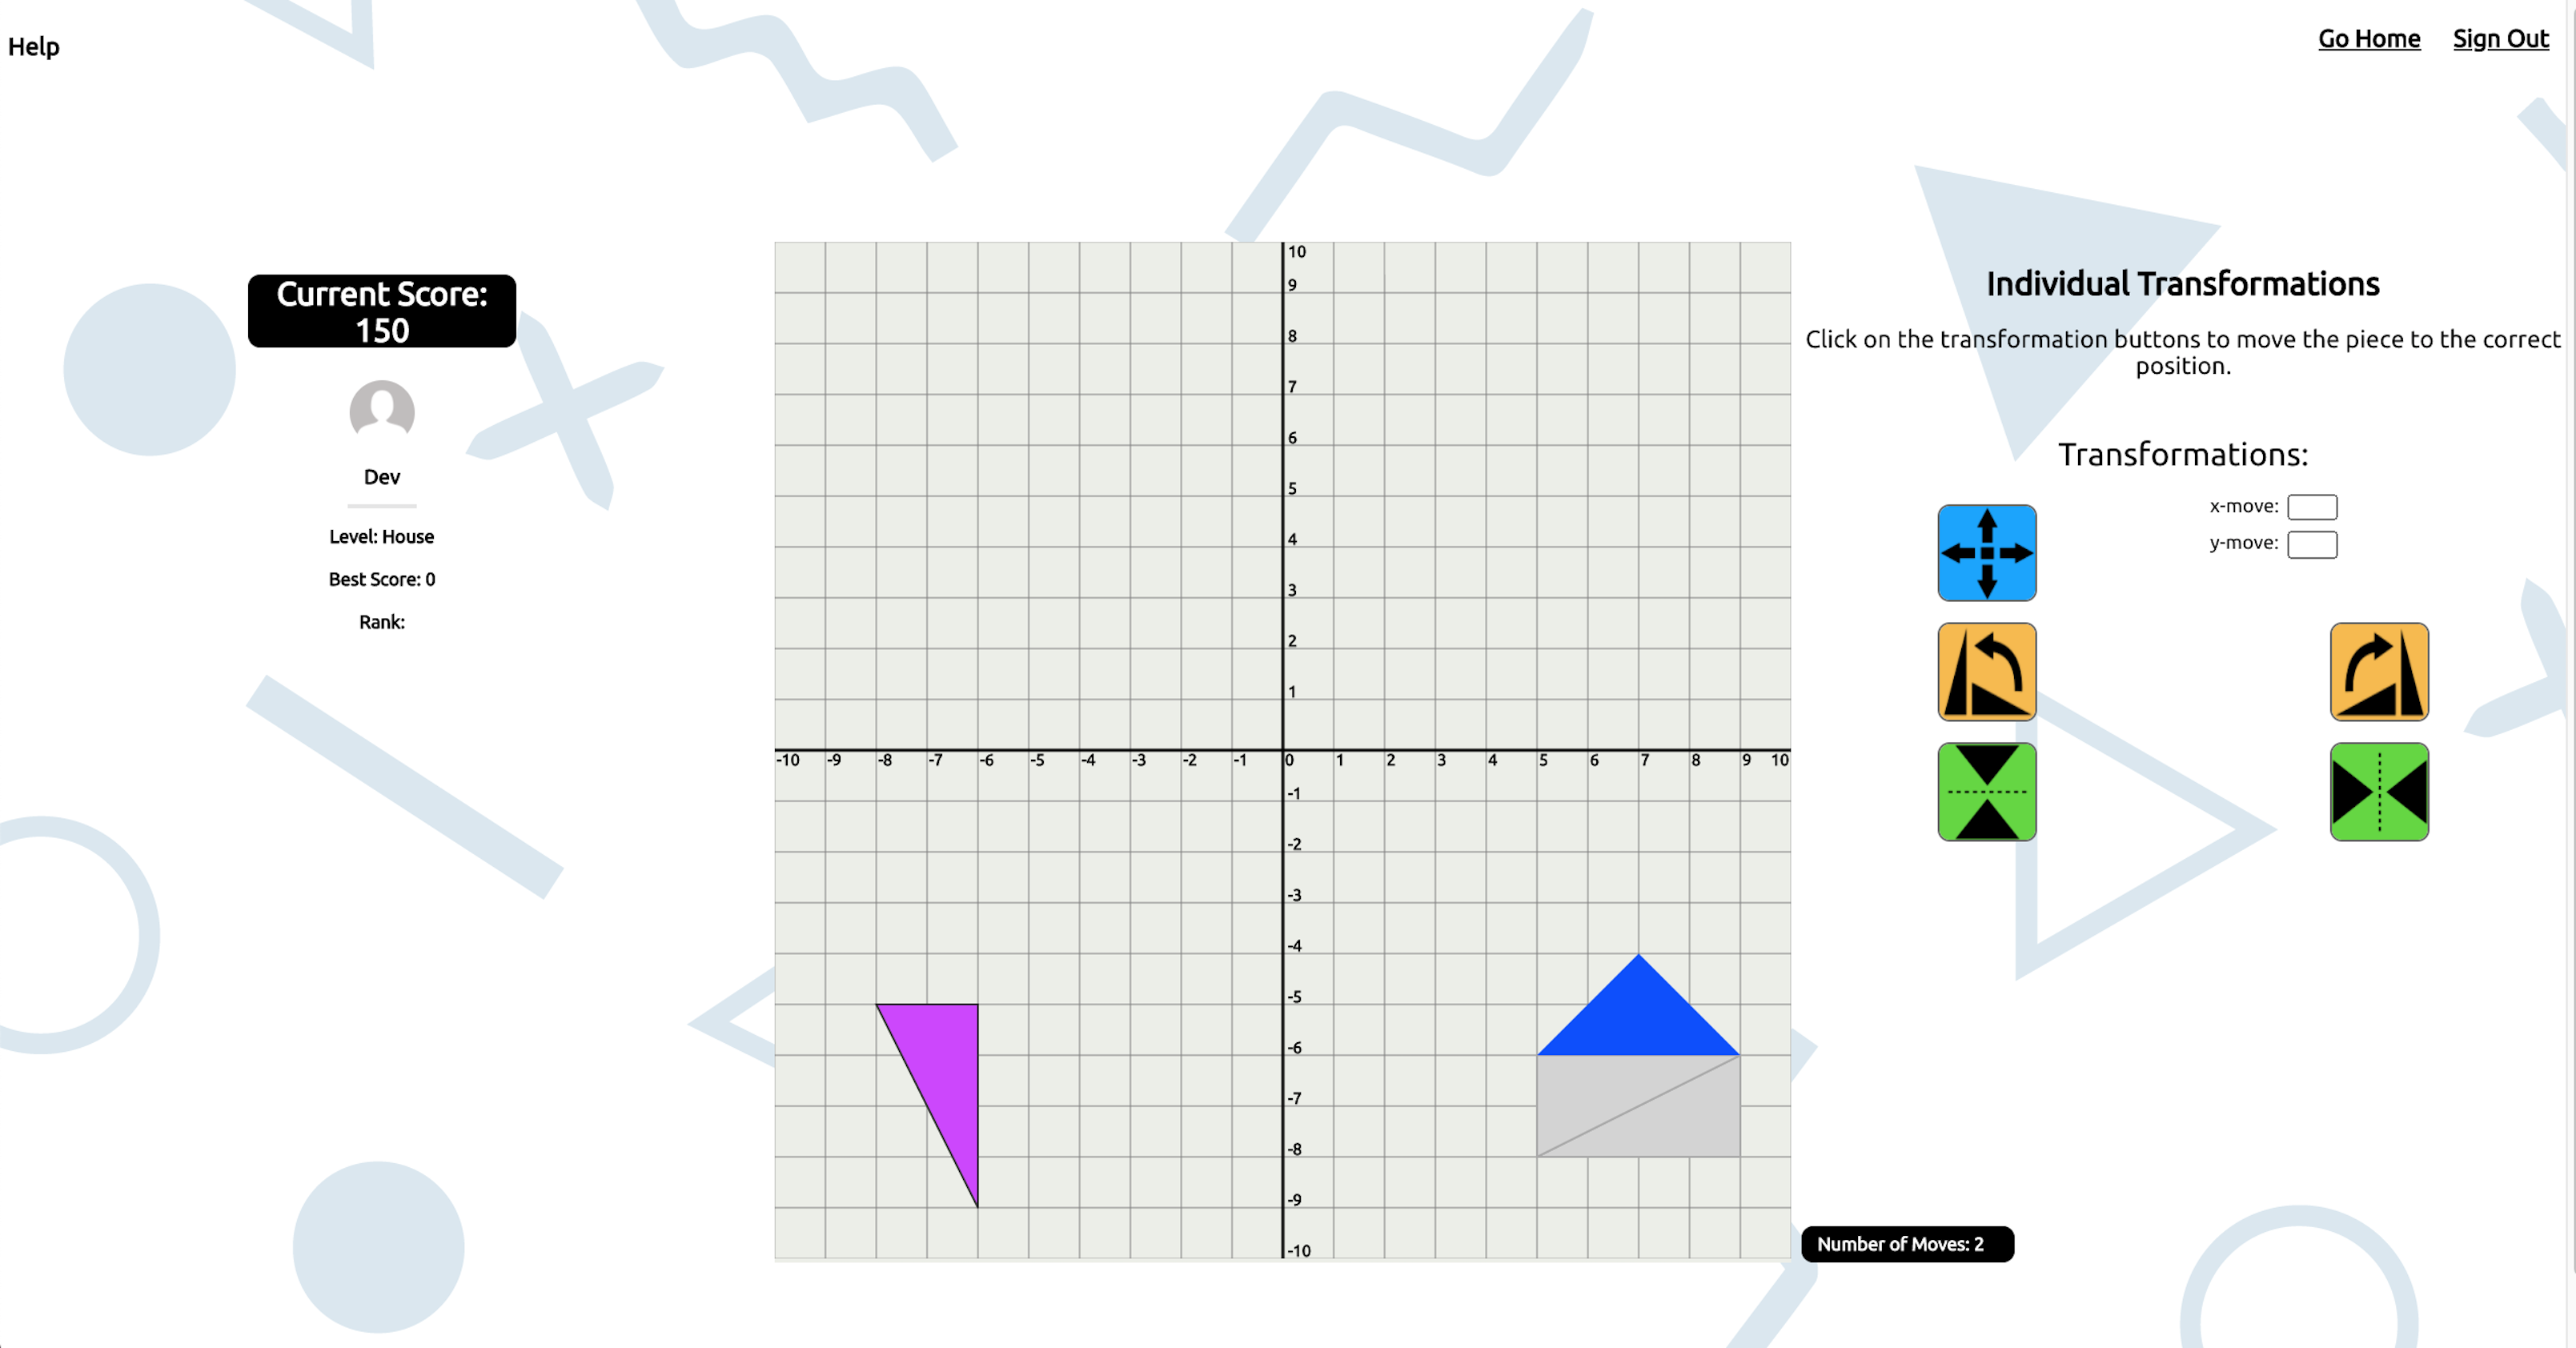 Help
Go Home
Sign Out
Current Score:
150
Dev
Level: House
Best Score: 0
Rank:
10
9
8
7
6
5
4
3
2
1
-10 -9 -8 -7 -6 -5 -4 -3 -2 -1 0 1 2 3 4 5 6 7 8 9 10
-1
-2
-3
-4
-5
-6
-7
-8
-9
-10
Individual Transformations
Click on the transformation buttons to move the piece to the correct
position.
Transformations:
x-move:
y-move:
Number of Moves: 2